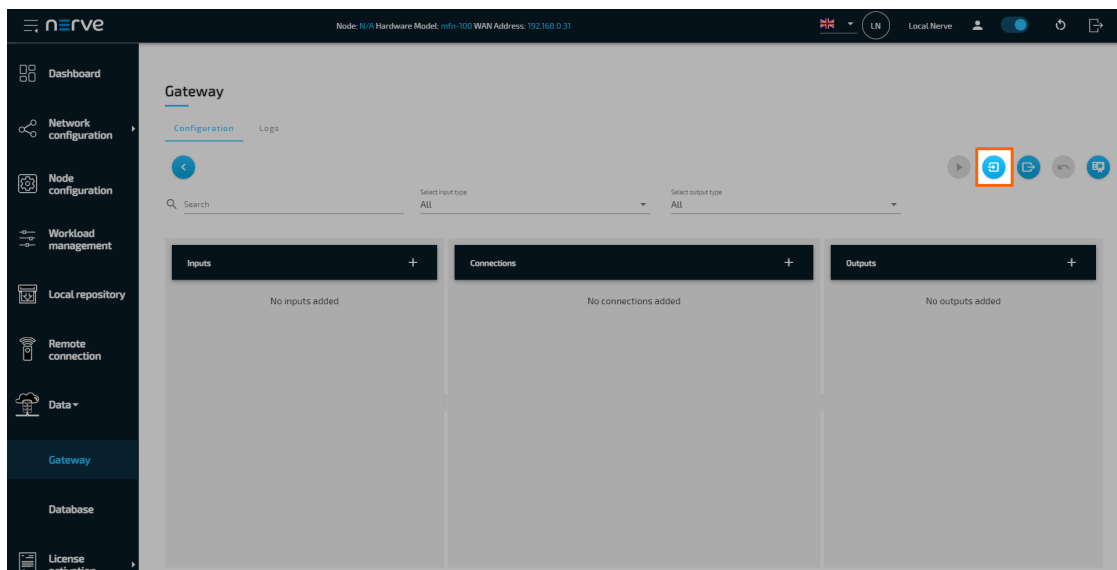 nerve
Node: N/A Hardware Model: mfn-100 WAN Address: 192.168.0.31
LN
Local Nerve
Dashboard
Network
configuration
Node
configuration
Workload
management
Local repository
Remote
connection
Data
Gateway
Database
License
activation
Gateway
Configuration
Logs
Search
Select input type
All
Select output type
All
Inputs +
Connections +
Outputs +
No inputs added
No connections added
No outputs added